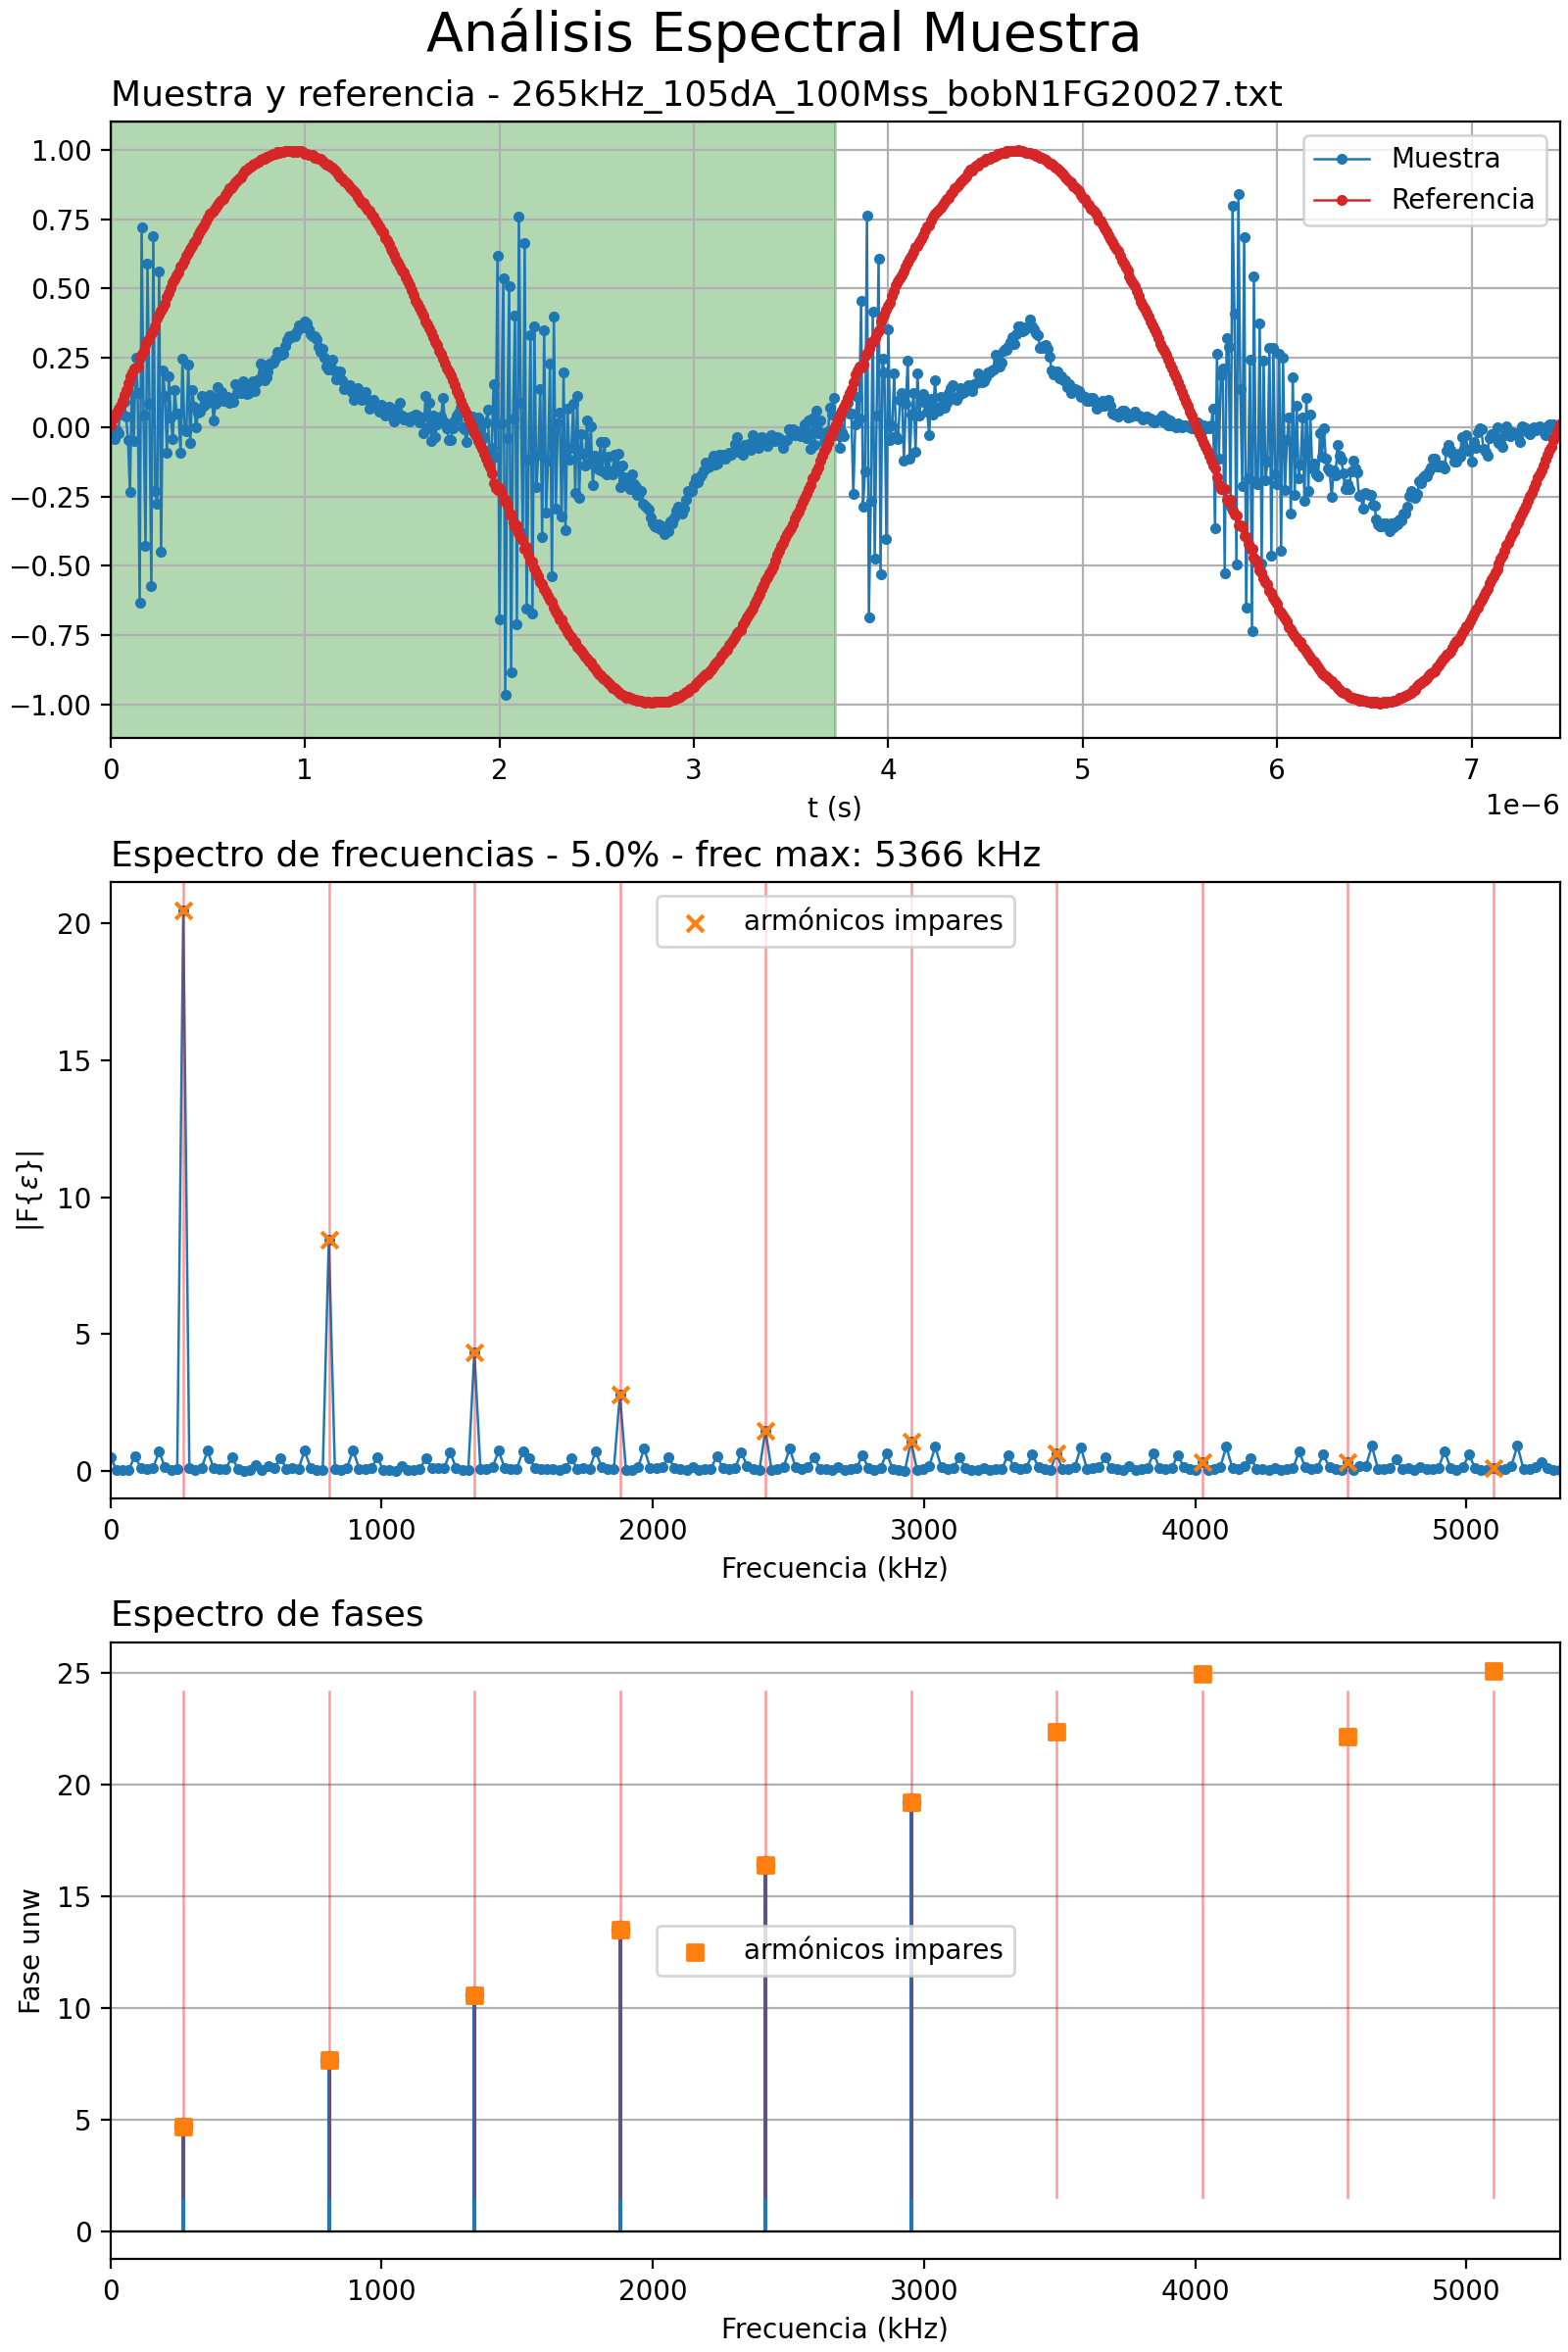 Análisis Espectral Muestra
Muestra y referencia - 265kHz_105dA_100Mss_bobN1FG20027.txt
1.00
0.75
0.50
0.25
0.00
−0.25
−0.50
−0.75
−1.00
Muestra
Referencia
0 1 2 3 4 5 6 7
t (s)
1e−6
Espectro de frecuencias - 5.0% - frec max: 5366 kHz
20
15
10
5
0
|F{ε}|
armónicos impares
0 1000 2000 3000 4000 5000
Frecuencia (kHz)
Espectro de fases
25
20
15
10
5
0
Fase unw
armónicos impares
0 1000 2000 3000 4000 5000
Frecuencia (kHz)